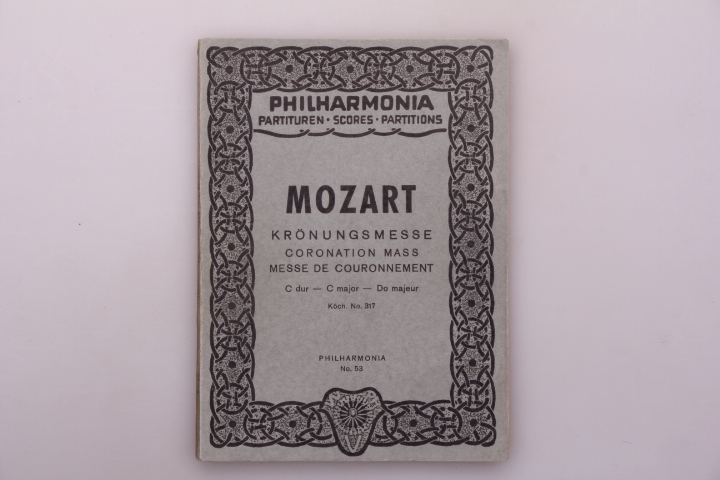 PHILHARMONIA
PARTITUREN • SCORES • PARTITIONS
MOZART
KRÖNUNGSMESSE
CORONATION MASS
MESSE DE COURONNEMENT
C dur — C major — Do majeur
Köch. No. 317
PHILHARMONIA
No. 53